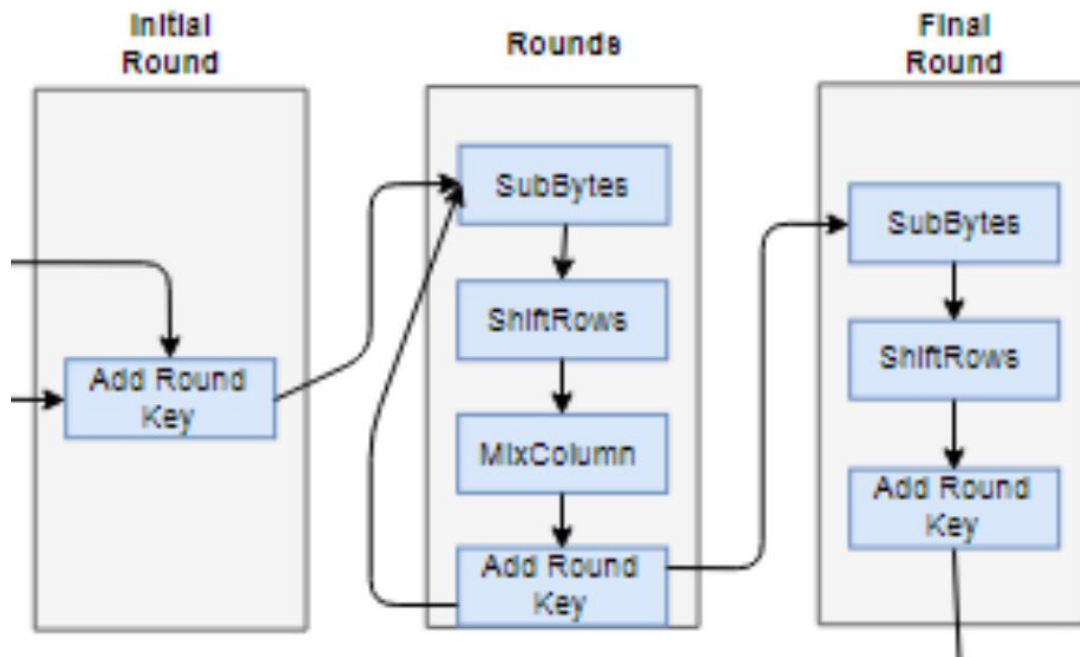 Initial
Round
Add Round
Key
Rounds
SubBytes
ShiftRows
MixColumn
Add Round
Key
Final
Round
SubBytes
ShiftRows
Add Round
Key